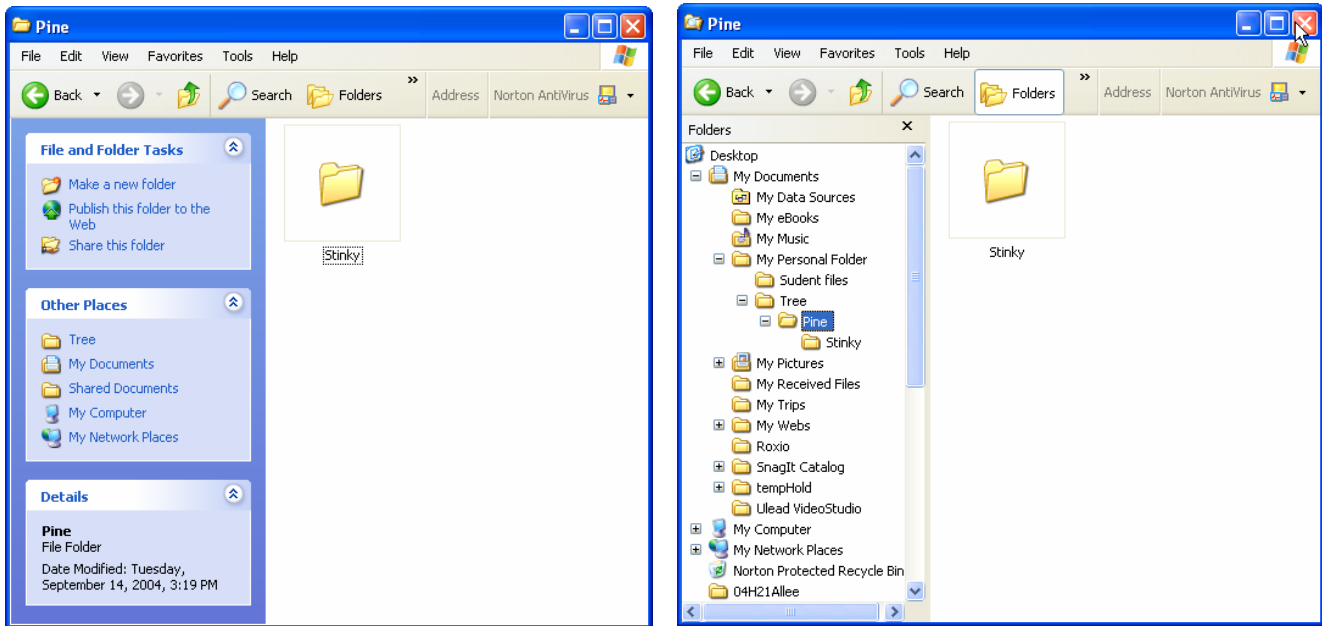 Pine
File Edit View Favorites Tools Help
Back Search Folders » Address Norton AntiVirus
File and Folder Tasks
Make a new folder
Publish this folder to the
Web
Share this folder
Other Places
Tree
My Documents
Shared Documents
My Computer
My Network Places
Details
Pine
File Folder
Date Modified: Tuesday,
September 14, 2004, 3:19 PM
Stinky
Pine
File Edit View Favorites Tools Help
Back Search Folders » Address Norton AntiVirus
Folders
Desktop
My Documents
My Data Sources
My eBooks
My Music
My Personal Folder
Sudent files
Tree
Pine
Stinky
My Pictures
My Received Files
My Trips
My Webs
Roxio
SnagIt Catalog
tempHold
Ulead VideoStudio
My Computer
My Network Places
Norton Protected Recycle Bin
04H21Allee
Stinky